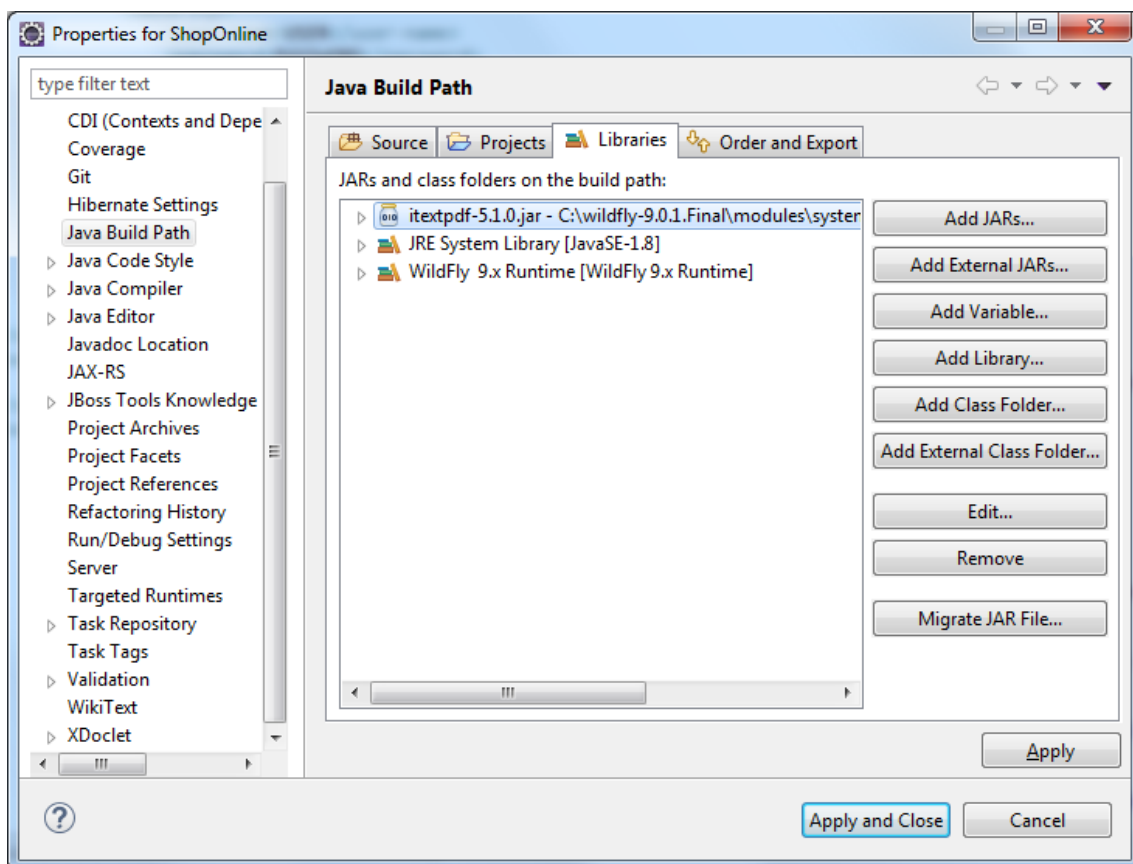 Properties for ShopOnline
type filter text
CDI (Contexts and Depe
Coverage
Git
Hibernate Settings
Java Build Path
Java Code Style
Java Compiler
Java Editor
Javadoc Location
JAX-RS
JBoss Tools Knowledge
Project Archives
Project Facets
Project References
Refactoring History
Run/Debug Settings
Server
Targeted Runtimes
Task Repository
Task Tags
Validation
WikiText
XDoclet
Java Build Path
Source Projects Libraries Order and Export
JARs and class folders on the build path:
itextpdf-5.1.0.jar - C:\wildfly-9.0.1.Final\modules\system
JRE System Library [JavaSE-1.8]
WildFly 9.x Runtime [WildFly 9.x Runtime]
Add JARs...
Add External JARs...
Add Variable...
Add Library...
Add Class Folder...
Add External Class Folder...
Edit...
Remove
Migrate JAR File...
Apply
Apply and Close Cancel